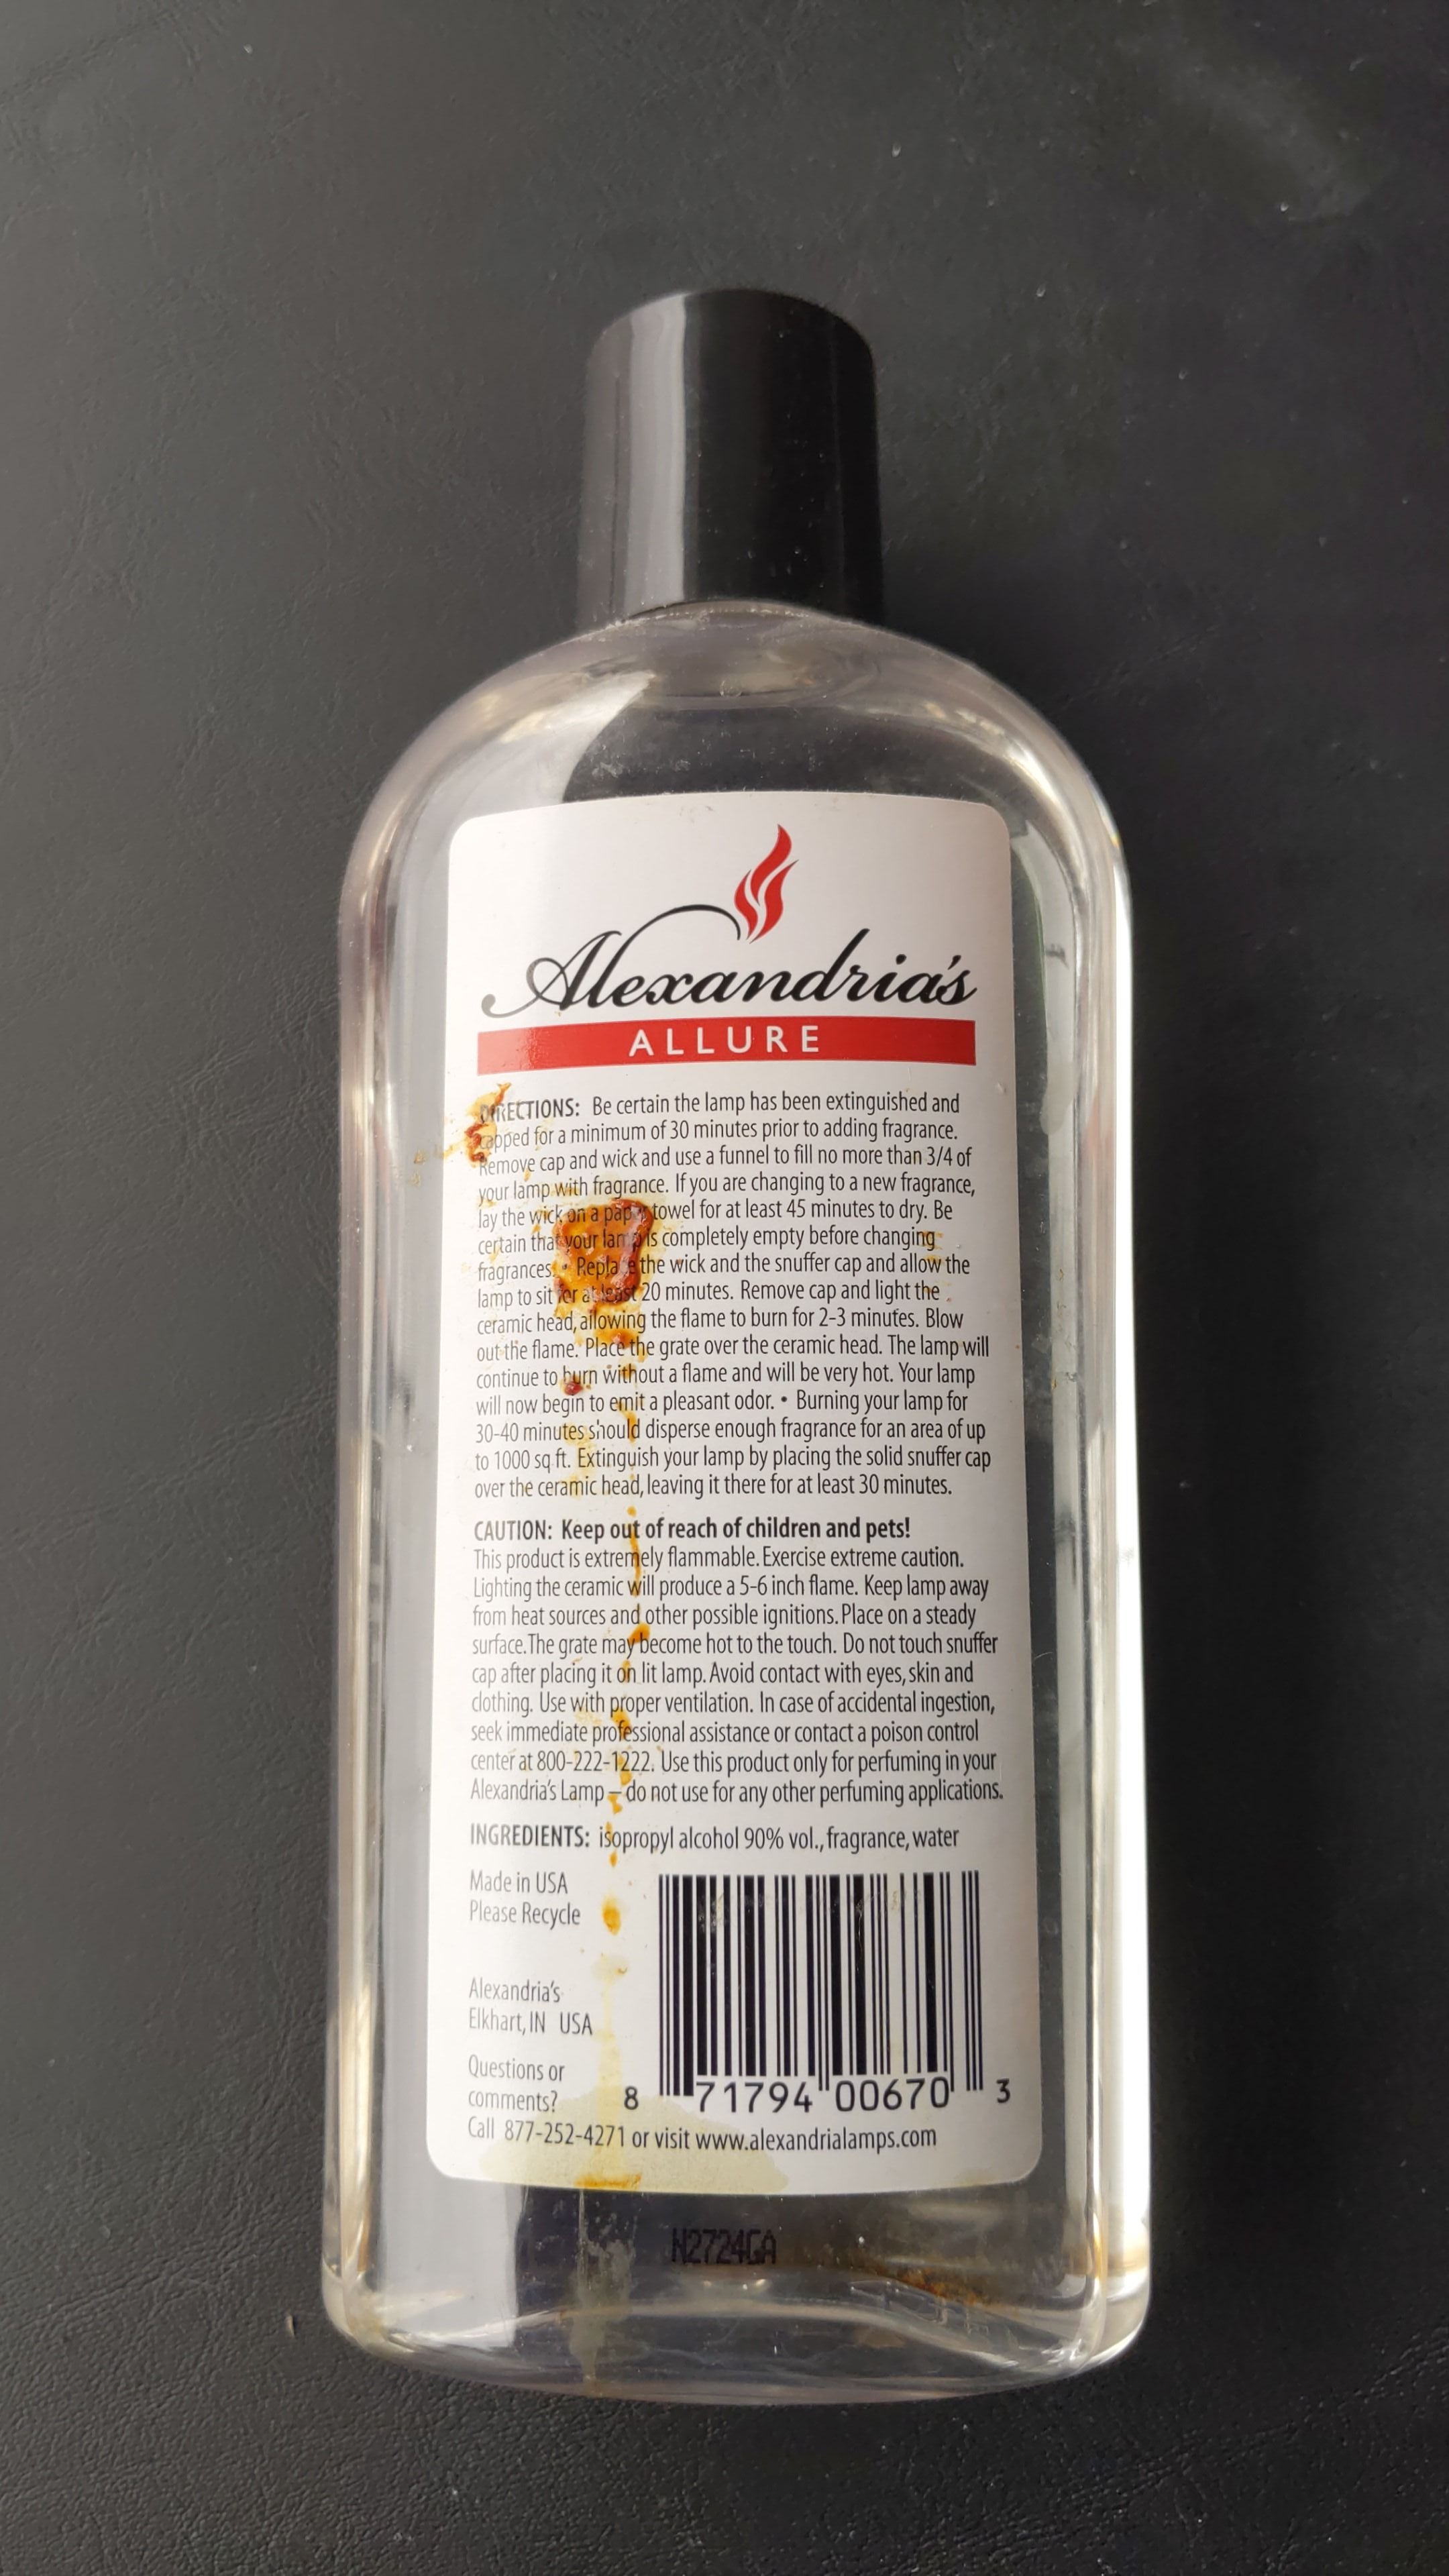 Alexandria's
ALLURE
DIRECTIONS: Be certain the lamp has been extinguished and
capped for a minimum of 30 minutes prior to adding fragrance.
Remove cap and wick and use a funnel to fill no more than 3/4 of
your lamp with fragrance. If you are changing to a new fragrance,
lay the wick on a paper towel for at least 45 minutes to dry. Be
certain that your lamp is completely empty before changing
fragrances. • Replace the wick and the snuffer cap and allow the
lamp to sit for at least 20 minutes. Remove cap and light the
ceramic head, allowing the flame to burn for 2-3 minutes. Blow
out the flame. Place the grate over the ceramic head. The lamp will
continue to burn without a flame and will be very hot. Your lamp
will now begin to emit a pleasant odor. • Burning your lamp for
30-40 minutes should disperse enough fragrance for an area of up
to 1000 sq.ft. Extinguish your lamp by placing the solid snuffer cap
over the ceramic head, leaving it there for at least 30 minutes.
CAUTION: Keep out of reach of children and pets!
This product is extremely flammable. Exercise extreme caution.
Lighting the ceramic will produce a 5-6 inch flame. Keep lamp away
from heat sources and other possible ignitions. Place on a steady
surface. The grate may become hot to the touch. Do not touch snuffer
cap after placing it on lit lamp. Avoid contact with eyes, skin and
clothing. Use with proper ventilation. In case of accidental ingestion,
seek immediate professional assistance or contact a poison control
center at 800-222-1222. Use this product only for perfuming in your
Alexandria's Lamp – do not use for any other perfuming applications.
INGREDIENTS: isopropyl alcohol 90% vol., fragrance, water
Made in USA
Please Recycle
Alexandria's
Elkhart, IN USA
Questions or
comments?
Call 877-252-4271 or visit www.alexandrialamps.com
8 71794 00670 3
N2724GA